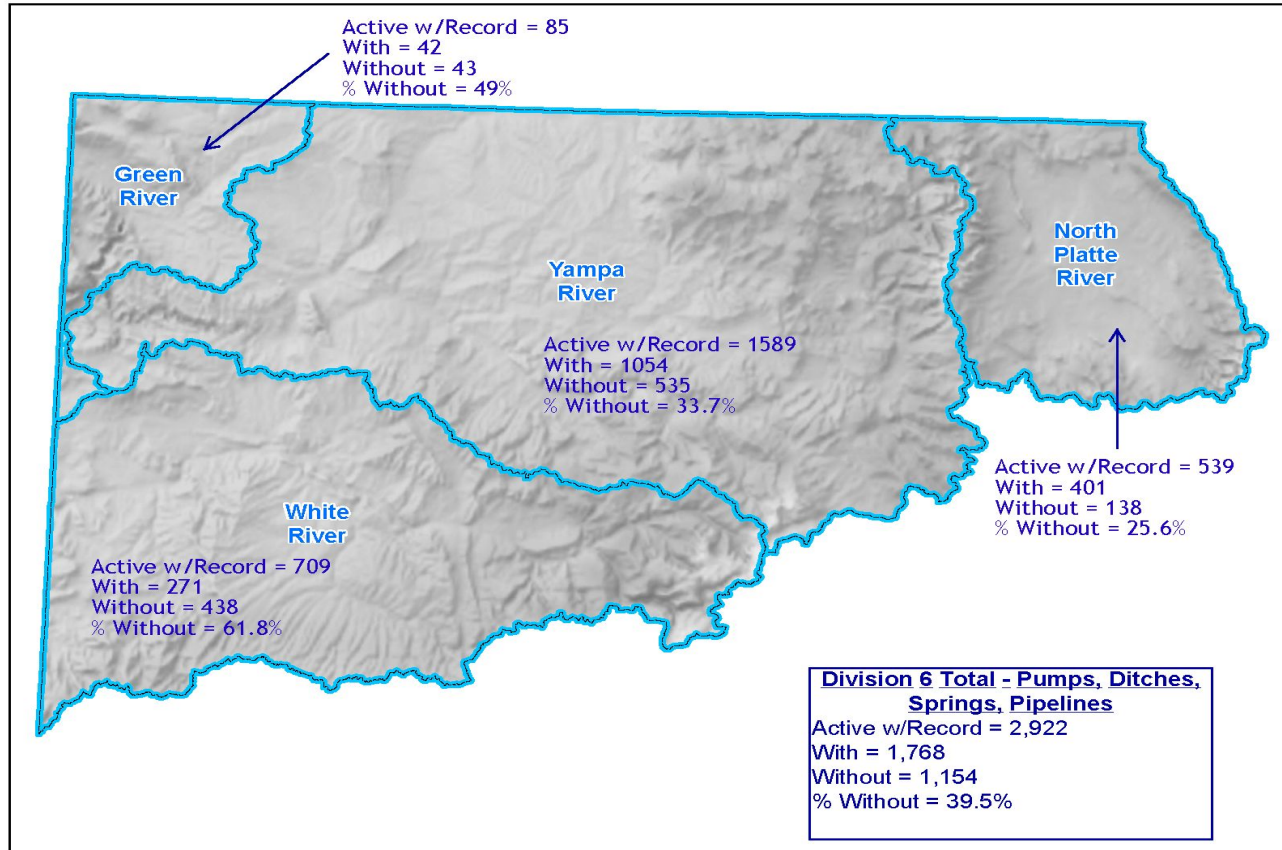 Active w/Record = 85
With = 42
Without = 43
% Without = 49%
Green
River
Yampa
River
Active w/Record = 1589
With = 1054
Without = 535
% Without = 33.7%
North
Platte
River
Active w/Record = 539
With = 401
Without = 138
% Without = 25.6%
White
River
Active w/Record = 709
With = 271
Without = 438
% Without = 61.8%
Division 6 Total - Pumps, Ditches,
Springs, Pipelines
Active w/Record = 2,922
With = 1,768
Without = 1,154
% Without = 39.5%